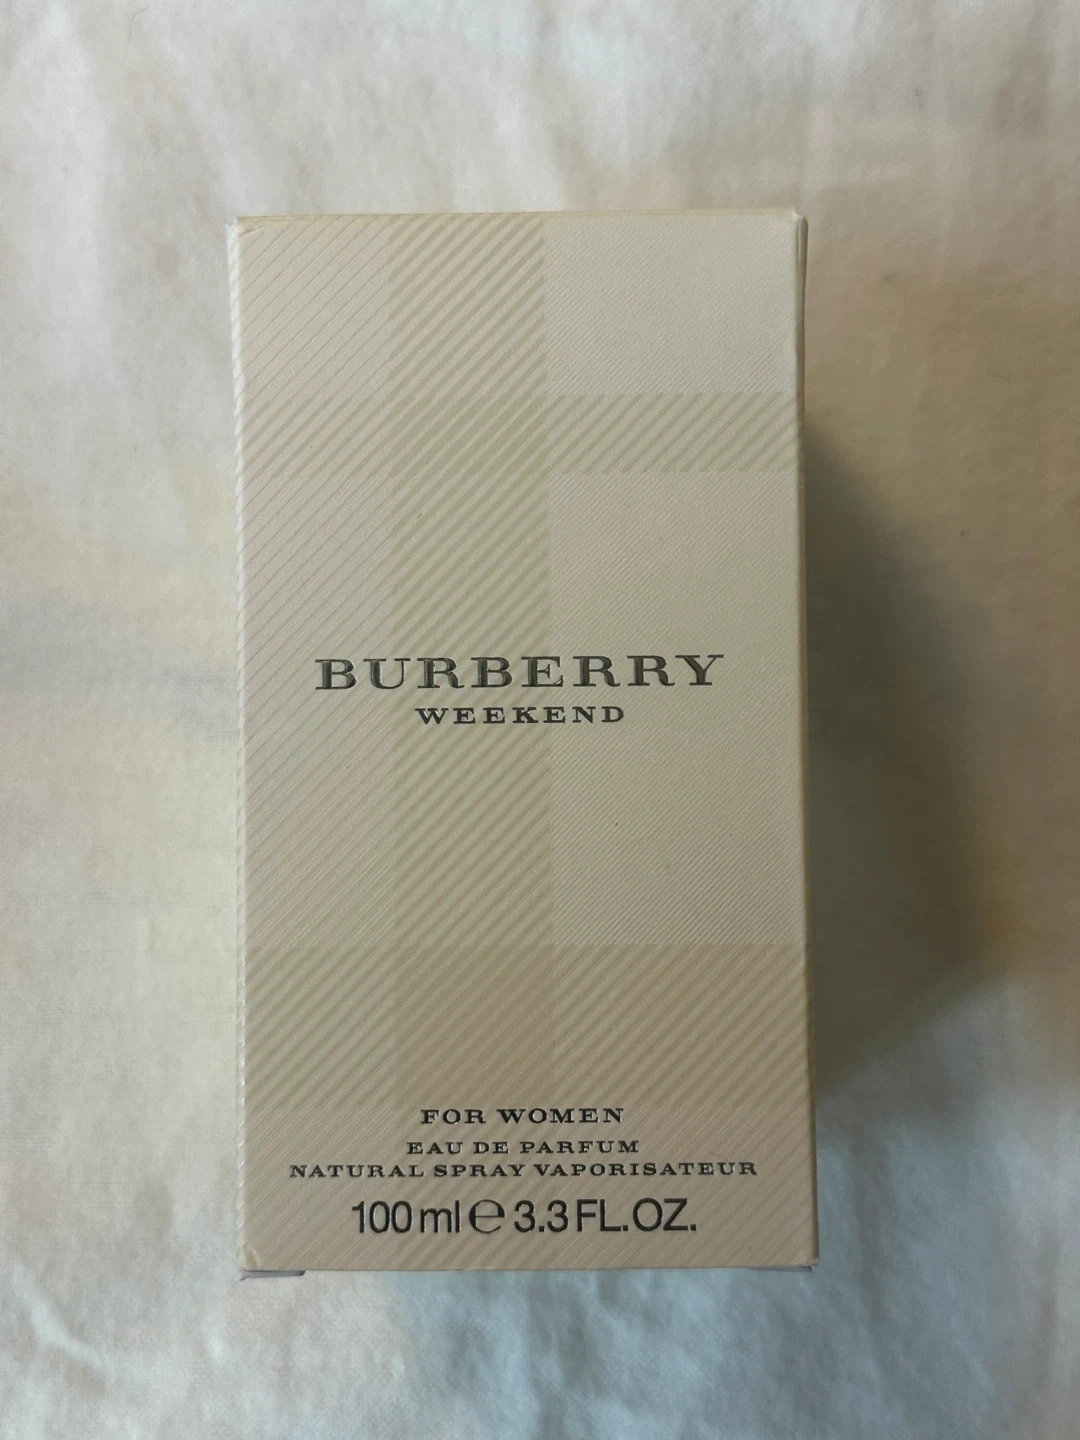 BURBERRY
WEEKEND
FOR WOMEN
EAU DE PARFUM
NATURAL SPRAY VAPORISATEUR
100 ml ℮ 3.3 FL.OZ.